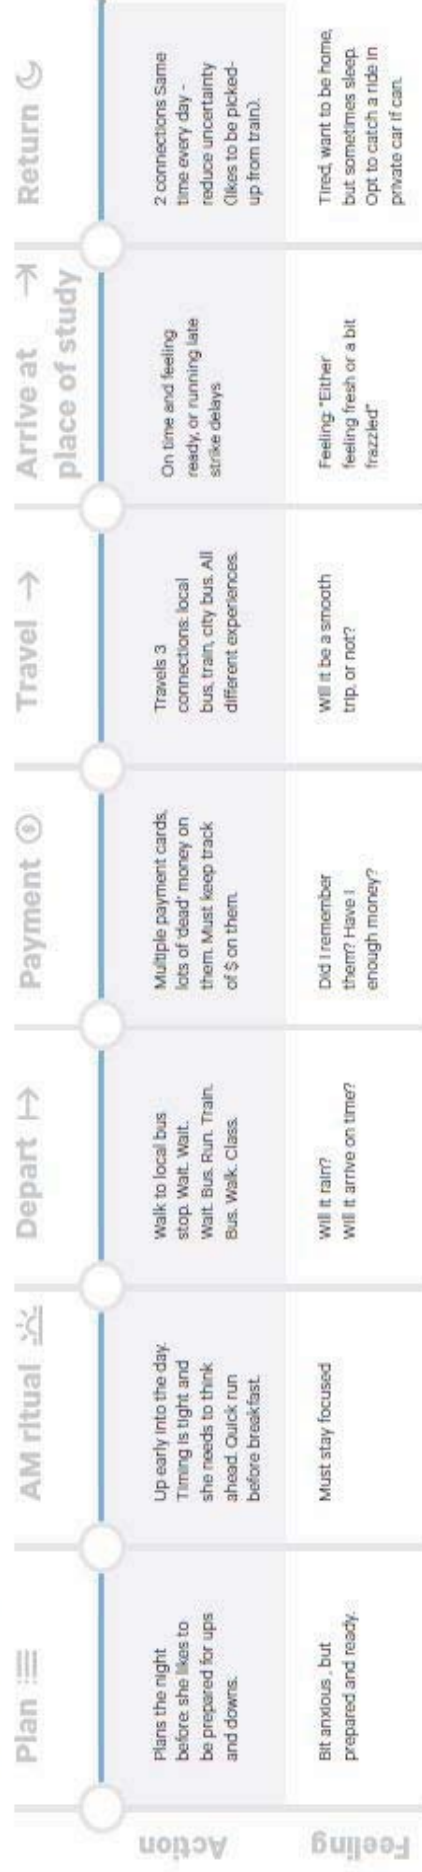 Plan
AM ritual
Depart
Payment
Travel
Arrive at
place of study
Return
Action
Plans the night
before: she likes to
be prepared for ups
and downs.
Up early into the day.
Timing is tight and
she needs to think
ahead. Quick run
before breakfast.
Walk to local bus
stop. Wait. Wait.
Wait. Bus. Run. Train.
Bus. Walk. Class.
Multiple payment cards,
lots of dead' money on
them. Must keep track
of $ on them.
Travels 3
connections: local
bus, train, city bus. All
different experiences.
On time and feeling
ready, or running late
strike delays
2 connections Same
time every day -
reduce uncertainty
(likes to be picked-
up from train).
Feeling
Bit anxious , but
prepared and ready.
Must stay focused
Will it rain?
Will it arrive on time?
Did I remember
them? Have I
enough money?
Will it be a smooth
trip, or not?
Feeling: "Either
feeling fresh or a bit
frazzled"
Tired, want to be home,
but sometimes sleep.
Opt to catch a ride in
private car if can.